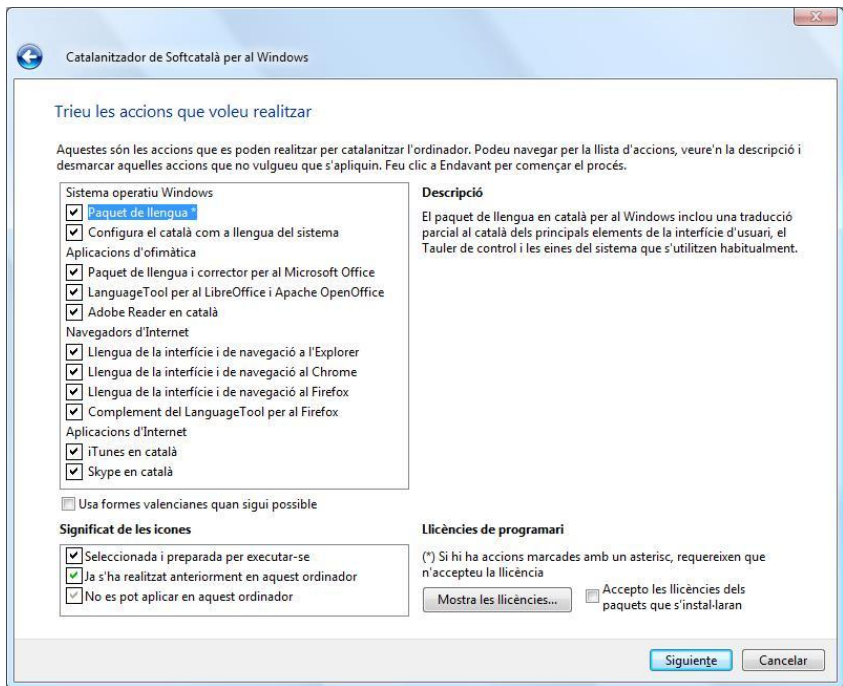 Catalanitzador de Softcatalà per al Windows
Trieu les accions que voleu realitzar
Aquestes són les accions que es poden realitzar per catalanitzar l'ordinador. Podeu navegar per la llista d'accions, veure'n la descripció i
desmarcar aquelles accions que no vulgueu que s'apliquin. Feu clic a Endavant per començar el procés.
Sistema operatiu Windows
Paquet de llengua *
Configura el català com a llengua del sistema
Aplicacions d'ofimàtica
Paquet de llengua i corrector per al Microsoft Office
LanguageTool per al LibreOffice i Apache OpenOffice
Adobe Reader en català
Navegadors d'Internet
Llengua de la interfície i de navegació a l'Explorer
Llengua de la interfície i de navegació al Chrome
Llengua de la interfície i de navegació al Firefox
Complement del LanguageTool per al Firefox
Aplicacions d'Internet
iTunes en català
Skype en català
Descripció
El paquet de llengua en català per al Windows inclou una traducció
parcial al català dels principals elements de la interfície d'usuari, el
Tauler de control i les eines del sistema que s'utilitzen habitualment.
Usa formes valencianes quan sigui possible
Significat de les icones
Seleccionada i preparada per executar-se
Ja s'ha realitzat anteriorment en aquest ordinador
No es pot aplicar en aquest ordinador
Llicències de programari
(*) Si hi ha accions marcades amb un asterisc, requereixen que
n'accepteu la llicència
Mostra les llicències...
Accepto les llicències dels
paquets que s'instal·laran
Siguiente
Cancelar